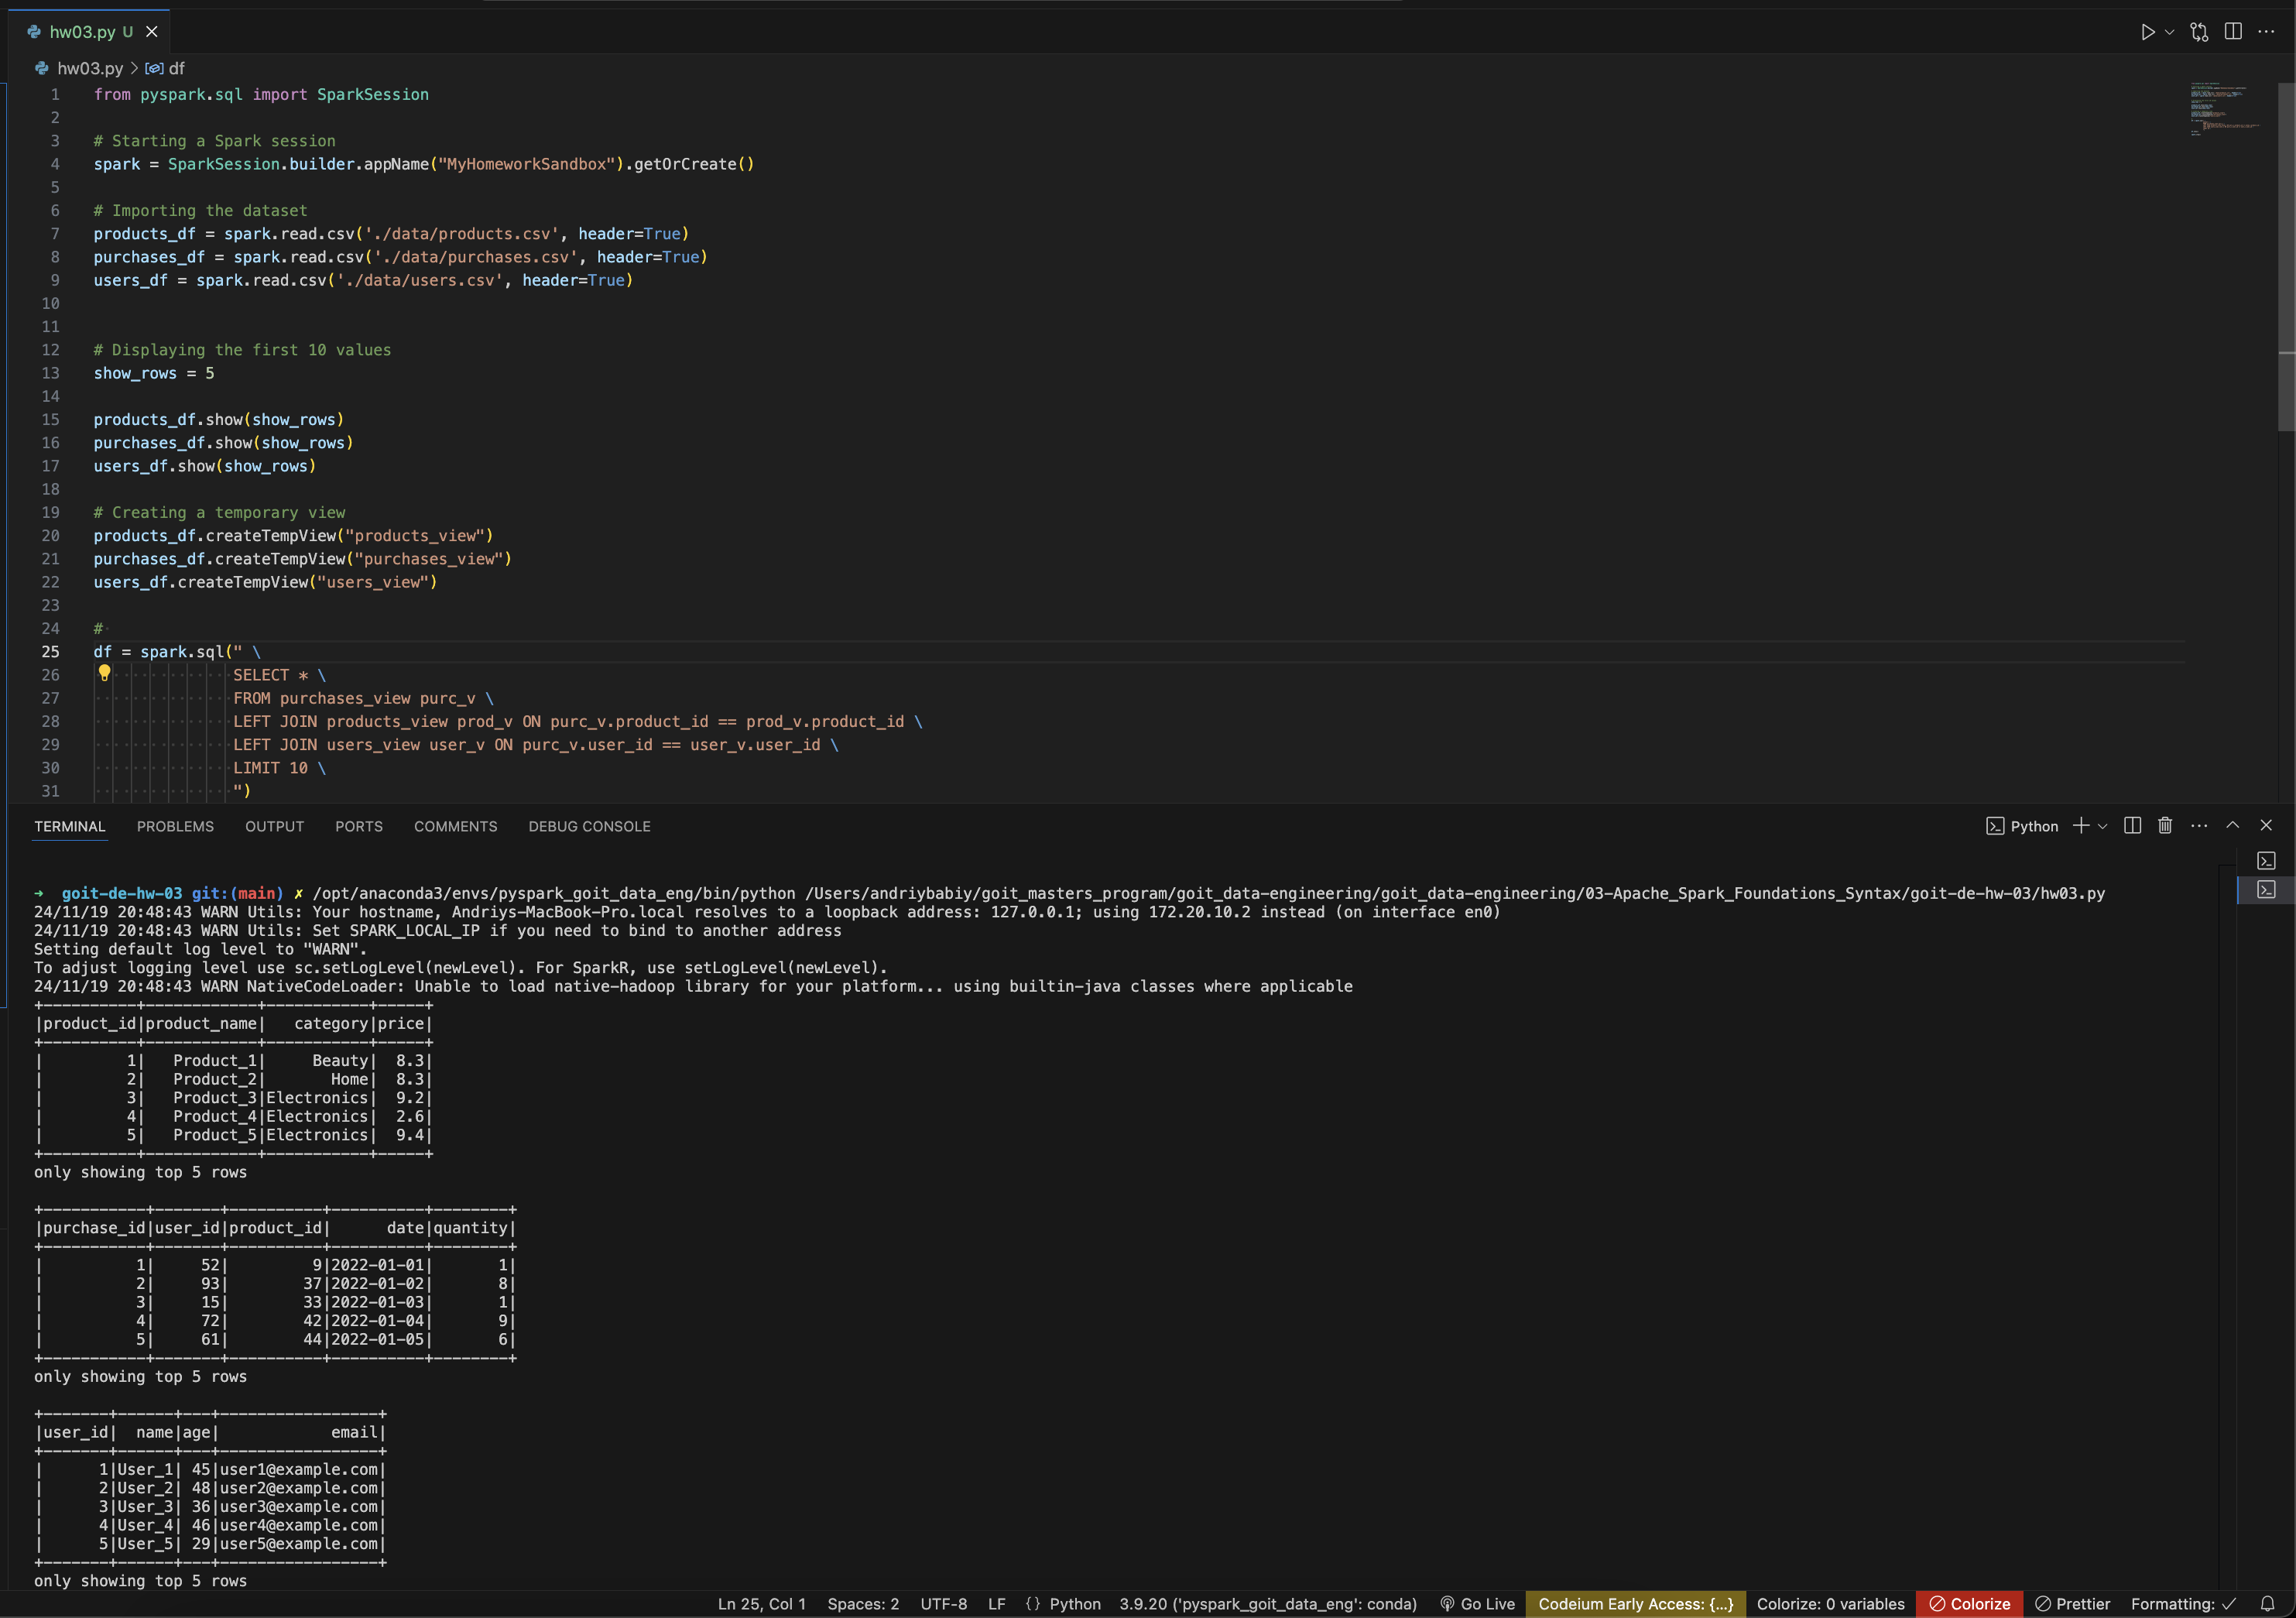 hw03.py U
hw03.py > df
1 from pyspark.sql import SparkSession
2
3 # Starting a Spark session
4 spark = SparkSession.builder.appName("MyHomeworkSandbox").getOrCreate()
5
6 # Importing the dataset
7 products_df = spark.read.csv('./data/products.csv', header=True)
8 purchases_df = spark.read.csv('./data/purchases.csv', header=True)
9 users_df = spark.read.csv('./data/users.csv', header=True)
10
11
12 # Displaying the first 10 values
13 show_rows = 5
14
15 products_df.show(show_rows)
16 purchases_df.show(show_rows)
17 users_df.show(show_rows)
18
19 # Creating a temporary view
20 products_df.createTempView("products_view")
21 purchases_df.createTempView("purchases_view")
22 users_df.createTempView("users_view")
23
24 #
25 df = spark.sql(" \
26 SELECT * \
27 FROM purchases_view purc_v \
28 LEFT JOIN products_view prod_v ON purc_v.product_id == prod_v.product_id \
29 LEFT JOIN users_view user_v ON purc_v.user_id == user_v.user_id \
30 LIMIT 10 \
31 ")
TERMINAL PROBLEMS OUTPUT PORTS COMMENTS DEBUG CONSOLE Python
➜ goit-de-hw-03 git:(main) ✗ /opt/anaconda3/envs/pyspark_goit_data_eng/bin/python /Users/andriybabiy/goit_masters_program/goit_data-engineering/goit_data-engineering/03-Apache_Spark_Foundations_Syntax/goit-de-hw-03/hw03.py
24/11/19 20:48:43 WARN Utils: Your hostname, Andriys-MacBook-Pro.local resolves to a loopback address: 127.0.0.1; using 172.20.10.2 instead (on interface en0)
24/11/19 20:48:43 WARN Utils: Set SPARK_LOCAL_IP if you need to bind to another address
Setting default log level to "WARN".
To adjust logging level use sc.setLogLevel(newLevel). For SparkR, use setLogLevel(newLevel).
24/11/19 20:48:43 WARN NativeCodeLoader: Unable to load native-hadoop library for your platform... using builtin-java classes where applicable
+----------+------------+-----------+-----+
|product_id|product_name|   category|price|
+----------+------------+-----------+-----+
|         1|   Product_1|     Beauty|  8.3|
|         2|   Product_2|       Home|  8.3|
|         3|   Product_3|Electronics|  9.2|
|         4|   Product_4|Electronics|  2.6|
|         5|   Product_5|Electronics|  9.4|
+----------+------------+-----------+-----+
only showing top 5 rows
+-----------+-------+----------+----------+--------+
|purchase_id|user_id|product_id|      date|quantity|
+-----------+-------+----------+----------+--------+
|          1|     52|         9|2022-01-01|       1|
|          2|     93|        37|2022-01-02|       8|
|          3|     15|        33|2022-01-03|       1|
|          4|     72|        42|2022-01-04|       9|
|          5|     61|        44|2022-01-05|       6|
+-----------+-------+----------+----------+--------+
only showing top 5 rows
+-------+------+---+-----------------+
|user_id|  name|age|            email|
+-------+------+---+-----------------+
|      1|User_1| 45|user1@example.com|
|      2|User_2| 48|user2@example.com|
|      3|User_3| 36|user3@example.com|
|      4|User_4| 46|user4@example.com|
|      5|User_5| 29|user5@example.com|
+-------+------+---+-----------------+
only showing top 5 rows
Ln 25, Col 1 Spaces: 2 UTF-8 LF {} Python 3.9.20 ('pyspark_goit_data_eng': conda) Go Live Codeium Early Access: {...} Colorize: 0 variables Colorize Prettier Formatting: ✓